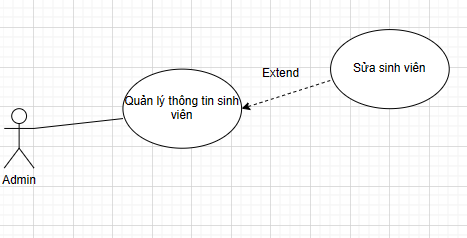 Sửa sinh viên
Extend
Quản lý thông tin sinh
viên
Admin